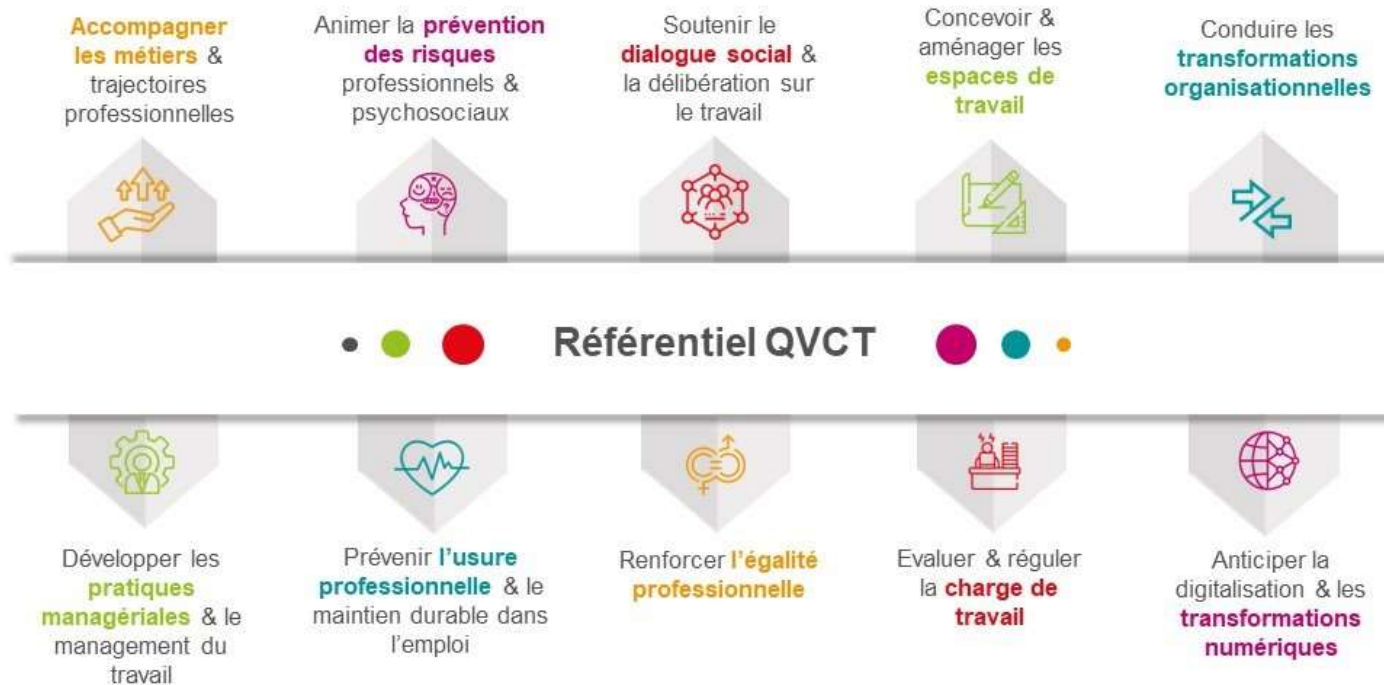 Accompagner
les métiers &
trajectoires
professionnelles
Animer la prévention
des risques
professionnels &
psychosociaux
Soutenir le
dialogue social &
la délibération sur
le travail
Concevoir &
aménager les
espaces de
travail
Conduire les
transformations
organisationnelles
Référentiel QVCT
Développer les
pratiques
managériales & le
management du
travail
Prévenir l'usure
professionnelle & le
maintien durable dans
l'emploi
Renforcer l'égalité
professionnelle
Evaluer & réguler
la charge de
travail
Anticiper la
digitalisation & les
transformations
numériques